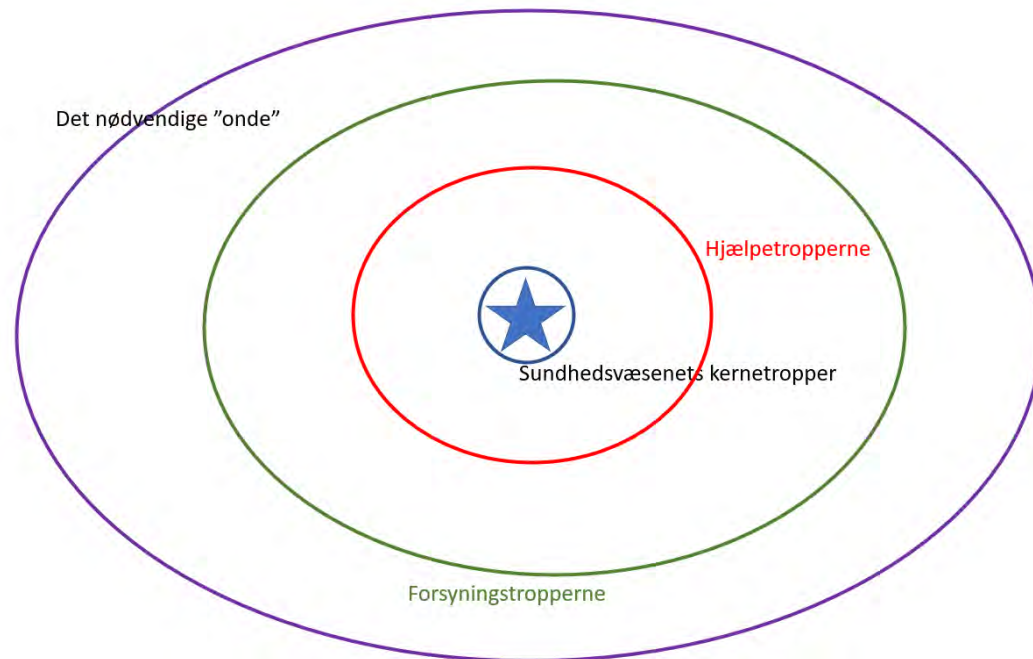 Det nødvendige ”onde”
Hjælpetropperne
Sundhedsvæsenets kernetropper
Forsyningstropperne